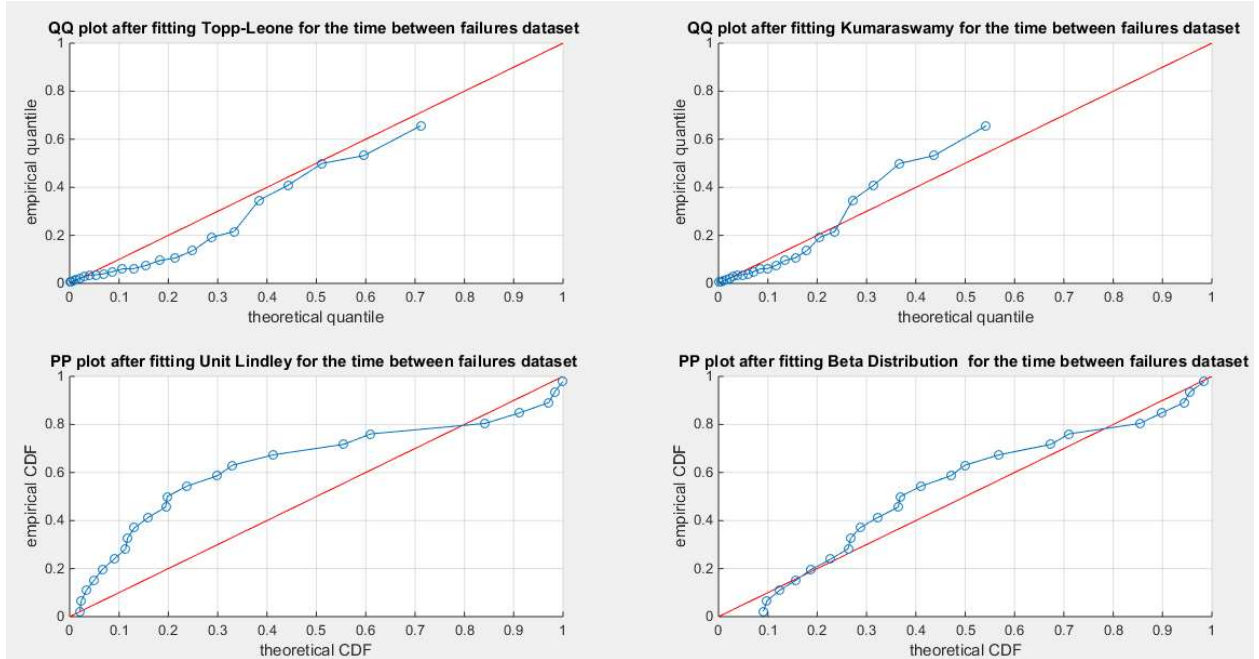 QQ plot after fitting Topp-Leone for the time between failures dataset
1
0.8
0.6
0.4
0.2
0
empirical quantile
0 0.1 0.2 0.3 0.4 0.5 0.6 0.7 0.8 0.9 1
theoretical quantile
QQ plot after fitting Kumaraswamy for the time between failures dataset
1
0.8
0.6
0.4
0.2
0
empirical quantile
0 0.1 0.2 0.3 0.4 0.5 0.6 0.7 0.8 0.9 1
theoretical quantile
PP plot after fitting Unit Lindley for the time between failures dataset
1
0.8
0.6
0.4
0.2
0
empirical CDF
0 0.1 0.2 0.3 0.4 0.5 0.6 0.7 0.8 0.9 1
theoretical CDF
PP plot after fitting Beta Distribution  for the time between failures dataset
1
0.8
0.6
0.4
0.2
0
empirical CDF
0 0.1 0.2 0.3 0.4 0.5 0.6 0.7 0.8 0.9 1
theoretical CDF